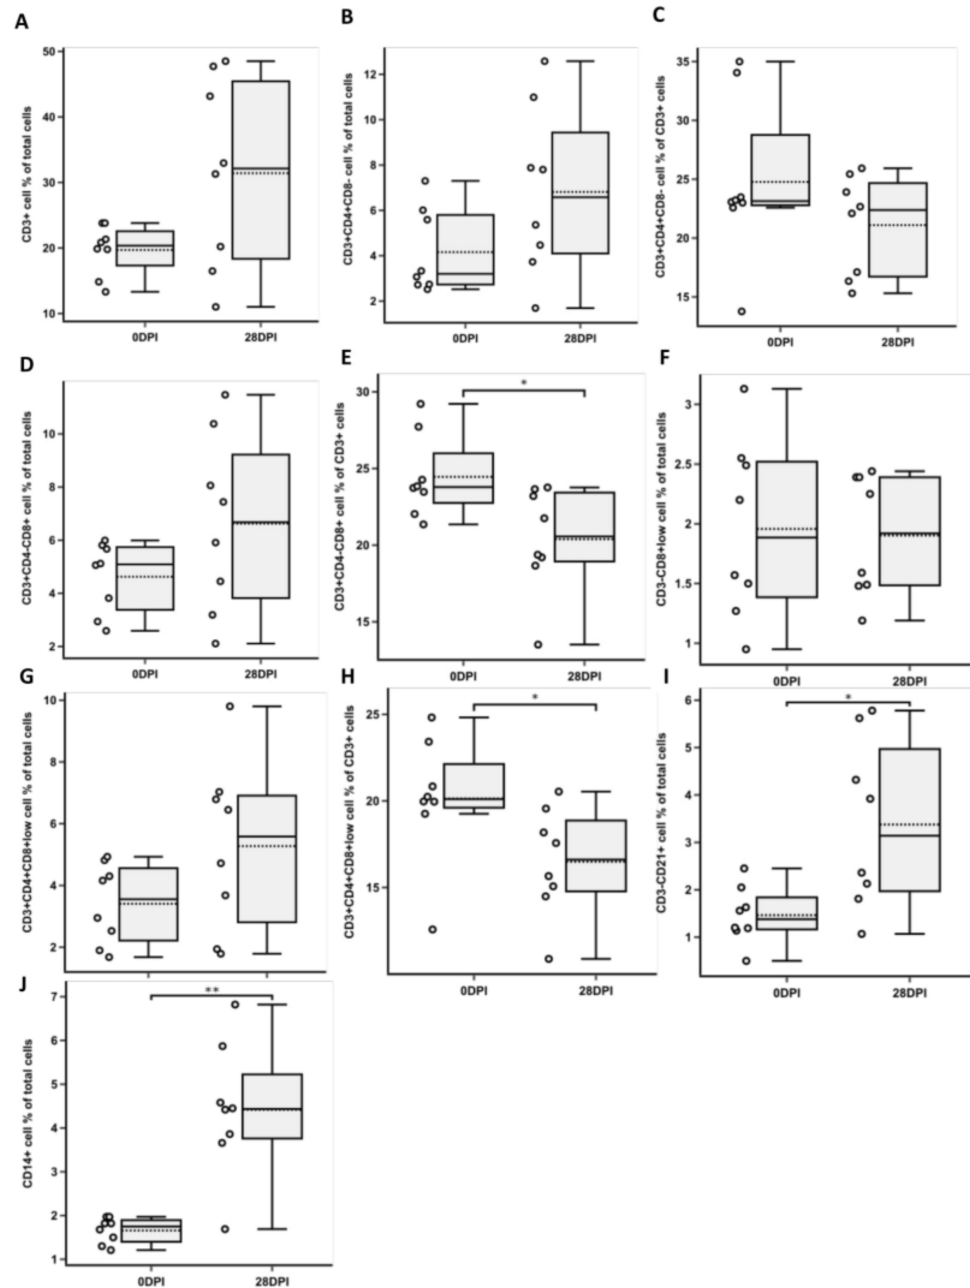 A
CD3+ cell % of total cells
50
40
30
20
10
0DPI
28DPI
B
CD3+CD4+CD8- cell % of total cells
12
10
8
6
4
2
0DPI
28DPI
C
CD3+CD4+CD8- cell % of CD3+ cells
35
30
25
20
15
0DPI
28DPI
D
CD3+CD4-CD8+ cell % of total cells
10
8
6
4
2
0DPI
28DPI
E
CD3+CD4-CD8+ cell % of CD3+ cells
30
25
20
15
*
0DPI
28DPI
F
CD3-CD8+low cell % of total cells
3
2.5
2
1.5
1
0DPI
28DPI
G
CD3+CD4+CD8+low cell % of total cells
10
8
6
4
2
0DPI
28DPI
H
CD3+CD4+CD8+low cell % of CD3+ cells
25
20
15
*
0DPI
28DPI
I
CD3-CD21+ cell % of total cells
6
5
4
3
2
1
*
0DPI
28DPI
J
CD14+ cell % of total cells
7
6
5
4
3
2
1
**
0DPI
28DPI